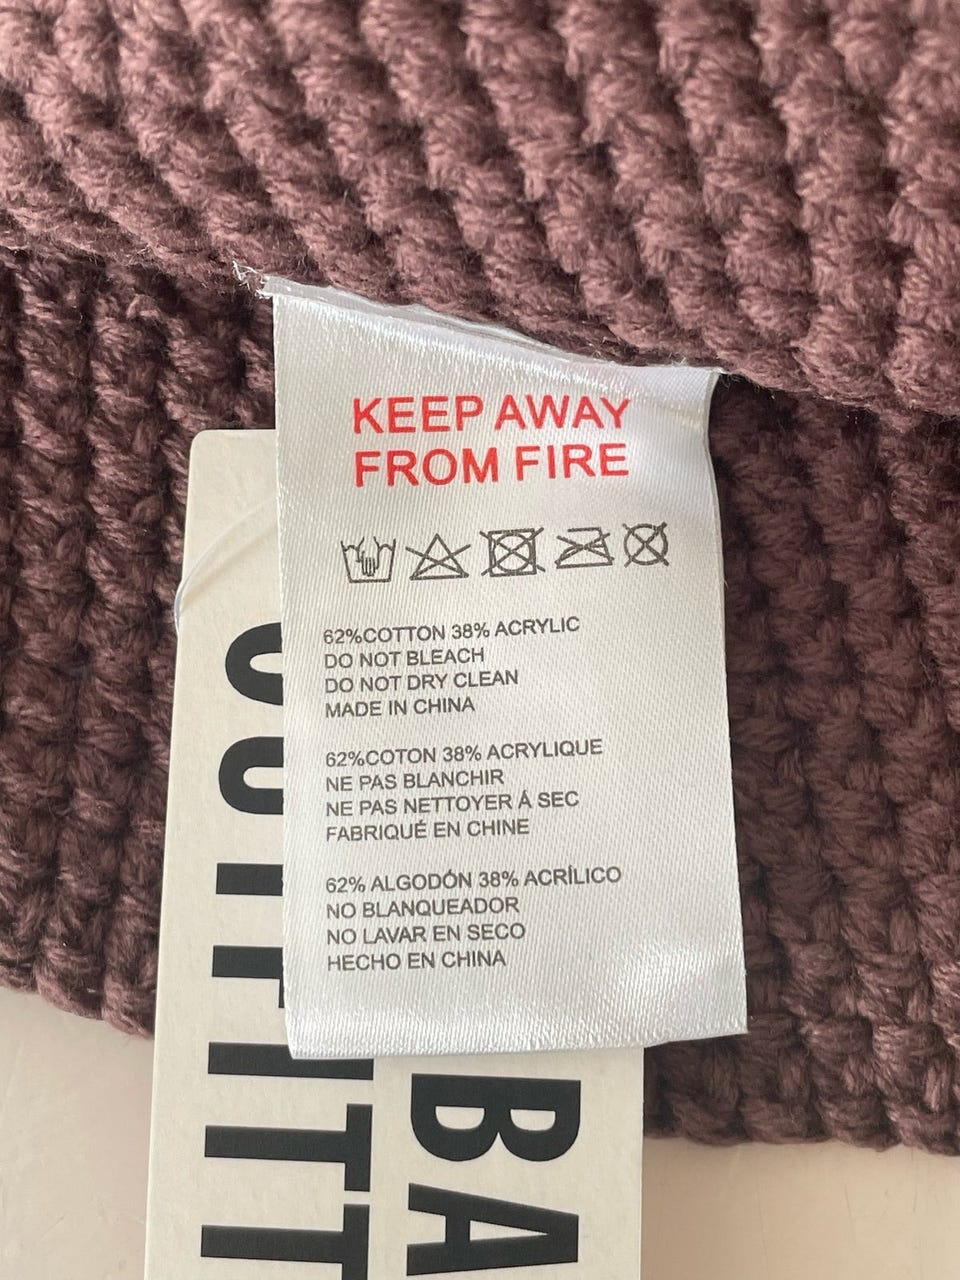 KEEP AWAY
FROM FIRE
62%COTTON 38% ACRYLIC
DO NOT BLEACH
DO NOT DRY CLEAN
MADE IN CHINA
62%COTON 38% ACRYLIQUE
NE PAS BLANCHIR
NE PAS NETTOYER Á SEC
FABRIQUÉ EN CHINE
62% ALGODÓN 38% ACRÍLICO
NO BLANQUEADOR
NO LAVAR EN SECO
HECHO EN CHINA
BA